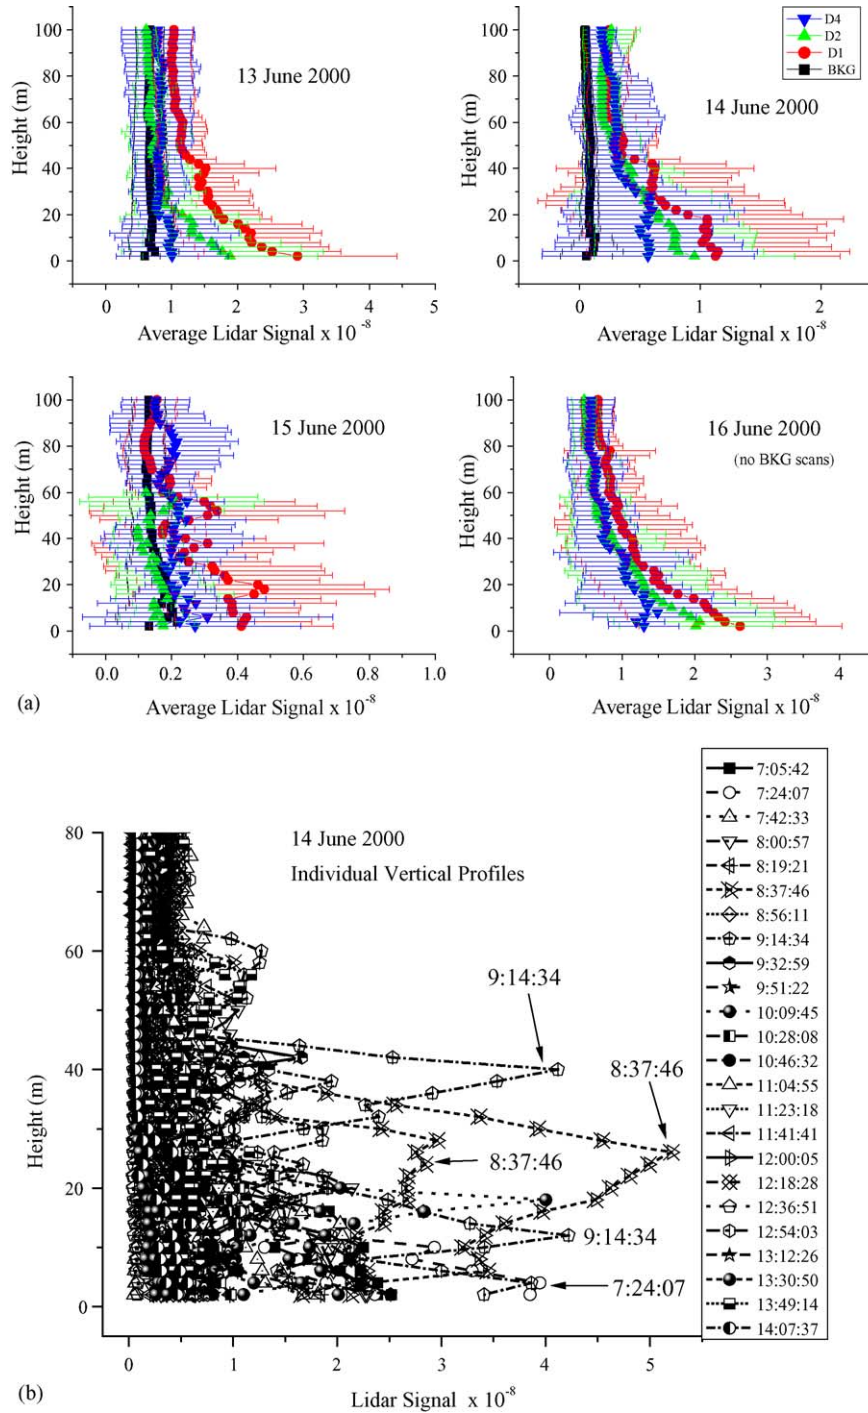 D4
D2
D1
BKG
100
80
60
40
20
0
Height (m)
13 June 2000
0 1 2 3 4 5
Average Lidar Signal x 10⁻⁸
100
80
60
40
20
0
Height (m)
14 June 2000
0 1 2
Average Lidar Signal x 10⁻⁸
100
80
60
40
20
0
Height (m)
15 June 2000
0.0 0.2 0.4 0.6 0.8 1.0
Average Lidar Signal x 10⁻⁸
100
80
60
40
20
0
Height (m)
16 June 2000
(no BKG scans)
0 1 2 3 4
Average Lidar Signal x 10⁻⁸
(a)
80
60
40
20
0
Height (m)
14 June 2000
Individual Vertical Profiles
9:14:34
8:37:46
8:37:46
9:14:34
7:24:07
0 1 2 3 4 5
Lidar Signal x 10⁻⁸
7:05:42
7:24:07
7:42:33
8:00:57
8:19:21
8:37:46
8:56:11
9:14:34
9:32:59
9:51:22
10:09:45
10:28:08
10:46:32
11:04:55
11:23:18
11:41:41
12:00:05
12:18:28
12:36:51
12:54:03
13:12:26
13:30:50
13:49:14
14:07:37
(b)